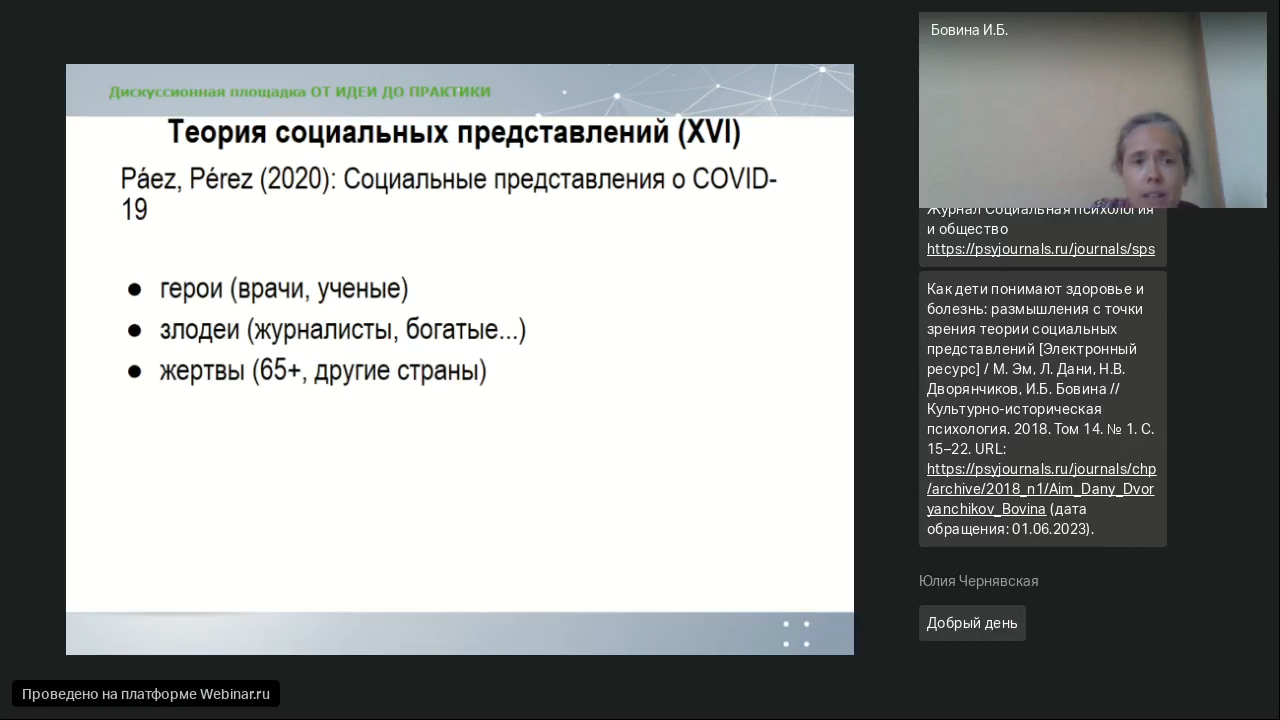 Дискуссионная площадка ОТ ИДЕИ ДО ПРАКТИКИ
Теория социальных представлений (XVI)
Páez, Pérez (2020): Социальные представления о COVID-
19
● герои (врачи, ученые)
● злодеи (журналисты, богатые...)
● жертвы (65+, другие страны)
Бовина И.Б.
Журнал Социальная психология
и общество
https://psyjournals.ru/journals/sps
Как дети понимают здоровье и
болезнь: размышления с точки
зрения теории социальных
представлений [Электронный
ресурс] / М. Эм, Л. Дани, Н.В.
Дворянчиков, И.Б. Бовина //
Культурно-историческая
психология. 2018. Том 14. № 1. С.
15–22. URL:
https://psyjournals.ru/journals/chp
/archive/2018_n1/Aim_Dany_Dvor
yanchikov_Bovina (дата
обращения: 01.06.2023).
Юлия Чернявская
Добрый день
Проведено на платформе Webinar.ru